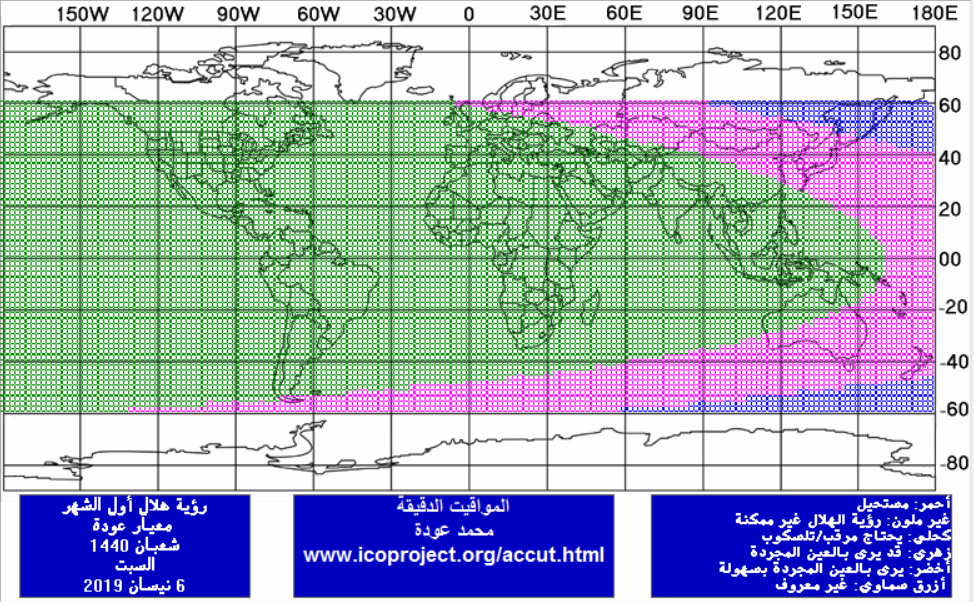 150W 120W 90W 60W 30W 0 30E 60E 90E 120E 150E 180E
80
60
40
20
00
-20
-40
-60
-80
رؤية هلال أول الشهر
معيار عودة
شعبان 1440
السبت
6 نيسان 2019
المواقيت الدقيقة
محمد عودة
www.icoproject.org/accut.html
أحمر: مستحيل
غير ملون: رؤية الهلال غير ممكنة
كحلي: يحتاج مرقب/تلسكوب
زهري: قد يرى بالعين المجردة
أخضر: يرى بالعين المجردة بسهولة
أزرق سماوي: غير معروف